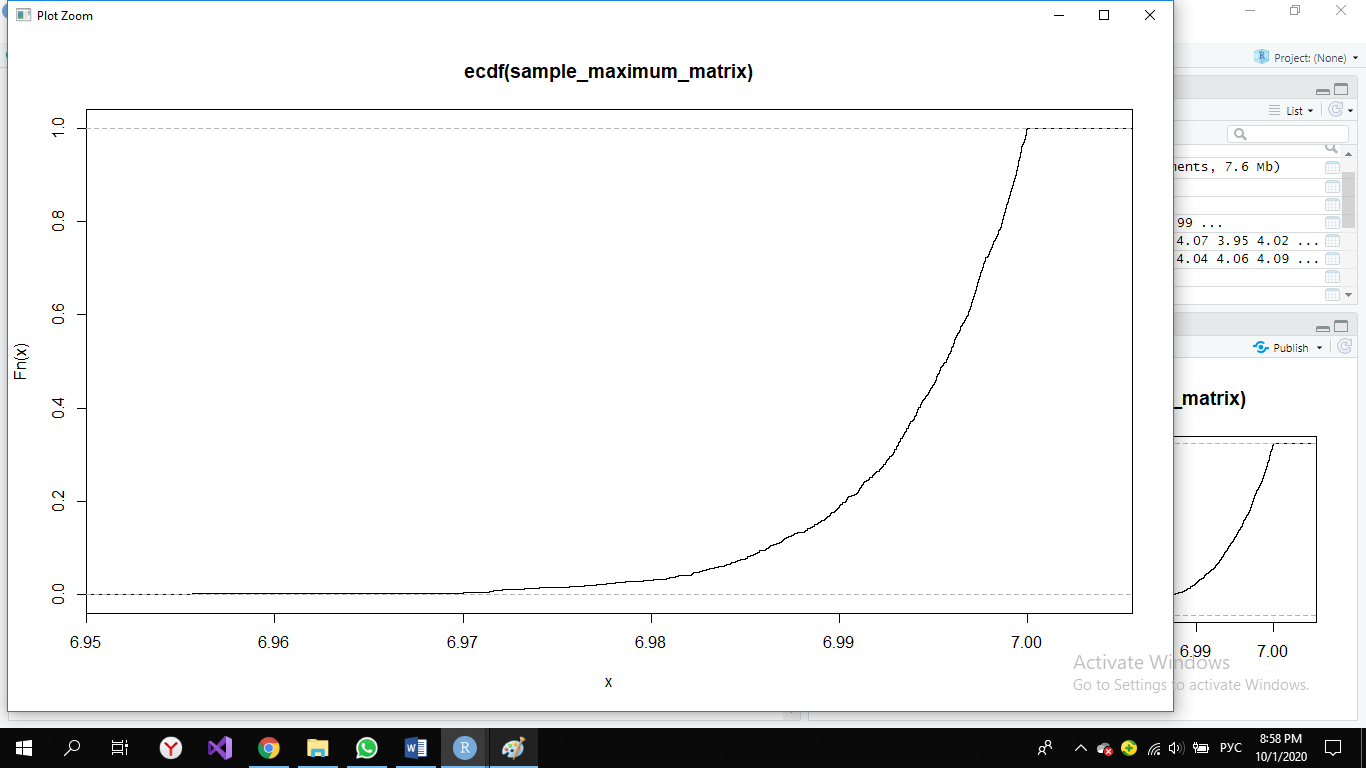 Plot Zoom
ecdf(sample_maximum_matrix)
1.0
0.8
0.6
0.4
0.2
0.0
Fn(x)
6.95 6.96 6.97 6.98 6.99 7.00
x
R Project: (None)
List
ents, 7.6 Mb)
99 ...
4.07 3.95 4.02 ...
4.04 4.06 4.09 ...
Publish
_matrix)
6.99 7.00
Activate Windows
Go to Settings to activate Windows.
R
РУС
8:58 PM
10/1/2020